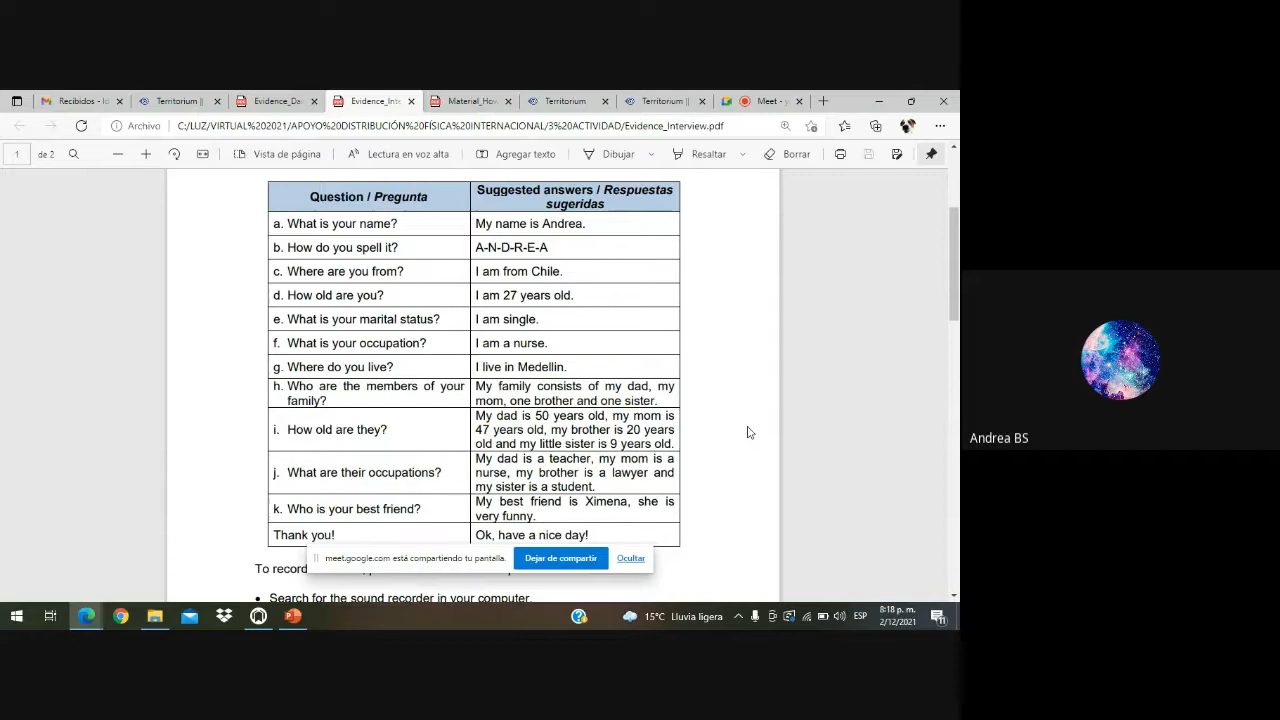 Recibidos - lo
Territorium ||
Evidence_Da
Evidence_Inte
Material_How
Territorium
Territorium ||
Meet - y
Archivo
C:/LUZ/VIRTUAL%202021/APOYO%20DISTRIBUCIÓN%20FÍSICA%20INTERNACIONAL/3%20ACTIVIDAD/Evidence_Interview.pdf
1 de 2
Vista de página
Lectura en voz alta
Agregar texto
Dibujar
Resaltar
Borrar
Question / Pregunta
Suggested answers / Respuestas
sugeridas
a. What is your name?
My name is Andrea.
b. How do you spell it?
A-N-D-R-E-A
c. Where are you from?
I am from Chile.
d. How old are you?
I am 27 years old.
e. What is your marital status?
I am single.
f. What is your occupation?
I am a nurse.
g. Where do you live?
I live in Medellin.
h. Who are the members of your
family?
My family consists of my dad, my
mom, one brother and one sister.
i. How old are they?
My dad is 50 years old, my mom is
47 years old, my brother is 20 years
old and my little sister is 9 years old.
j. What are their occupations?
My dad is a teacher, my mom is a
nurse, my brother is a lawyer and
my sister is a student.
k. Who is your best friend?
My best friend is Ximena, she is
very funny.
Thank you!
Ok, have a nice day!
meet.google.com está compartiendo tu pantalla.
Dejar de compartir
Ocultar
To record
Search for the sound recorder in your computer.
Andrea BS
15°C Lluvia ligera
ESP
8:18 p. m.
2/12/2021
11